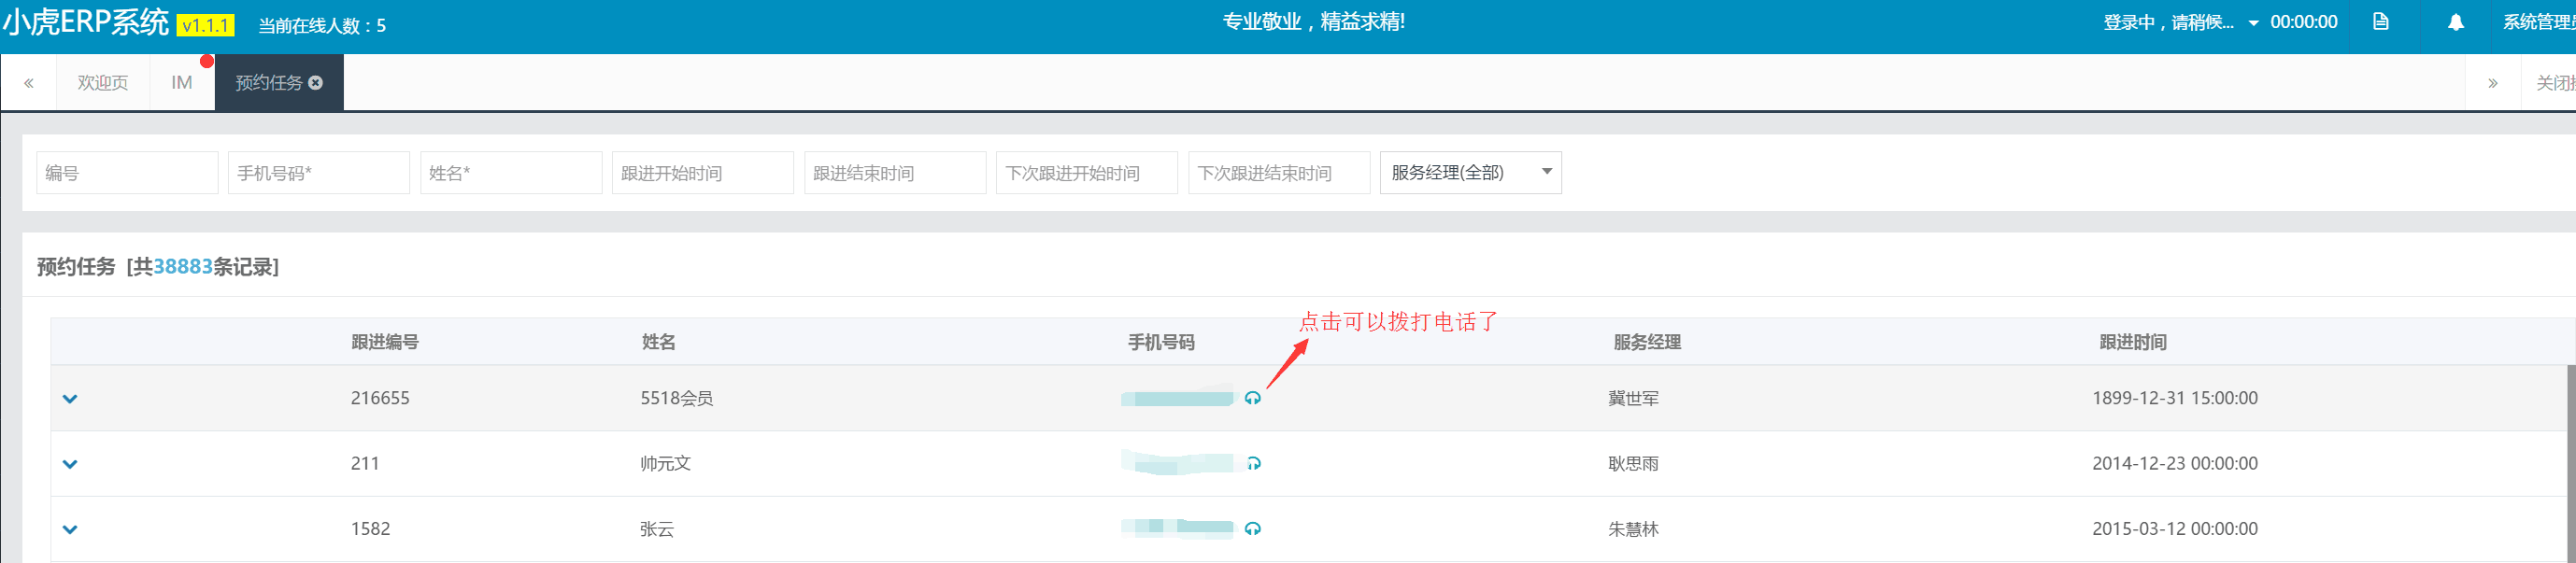 小虎ERP系统 v1.1.1 当前在线人数：5 专业敬业，精益求精! 登录中，请稍候... 00:00:00 系统管理员
欢迎页 IM 预约任务 关闭
编号 手机号码* 姓名* 跟进开始时间 跟进结束时间 下次跟进开始时间 下次跟进结束时间 服务经理(全部)
预约任务 [共38883条记录]
点击可以拨打电话了
跟进编号 姓名 手机号码 服务经理 跟进时间
216655 5518会员 冀世军 1899-12-31 15:00:00
211 帅元文 耿思雨 2014-12-23 00:00:00
1582 张云 朱慧林 2015-03-12 00:00:00